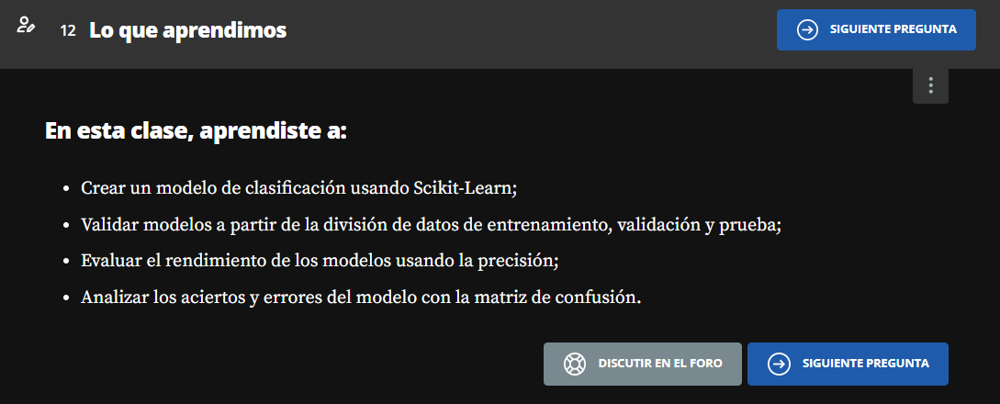 12 Lo que aprendimos
SIGUIENTE PREGUNTA
En esta clase, aprendiste a:
• Crear un modelo de clasificación usando Scikit-Learn;
• Validar modelos a partir de la división de datos de entrenamiento, validación y prueba;
• Evaluar el rendimiento de los modelos usando la precisión;
• Analizar los aciertos y errores del modelo con la matriz de confusión.
DISCUTIR EN EL FORO
SIGUIENTE PREGUNTA